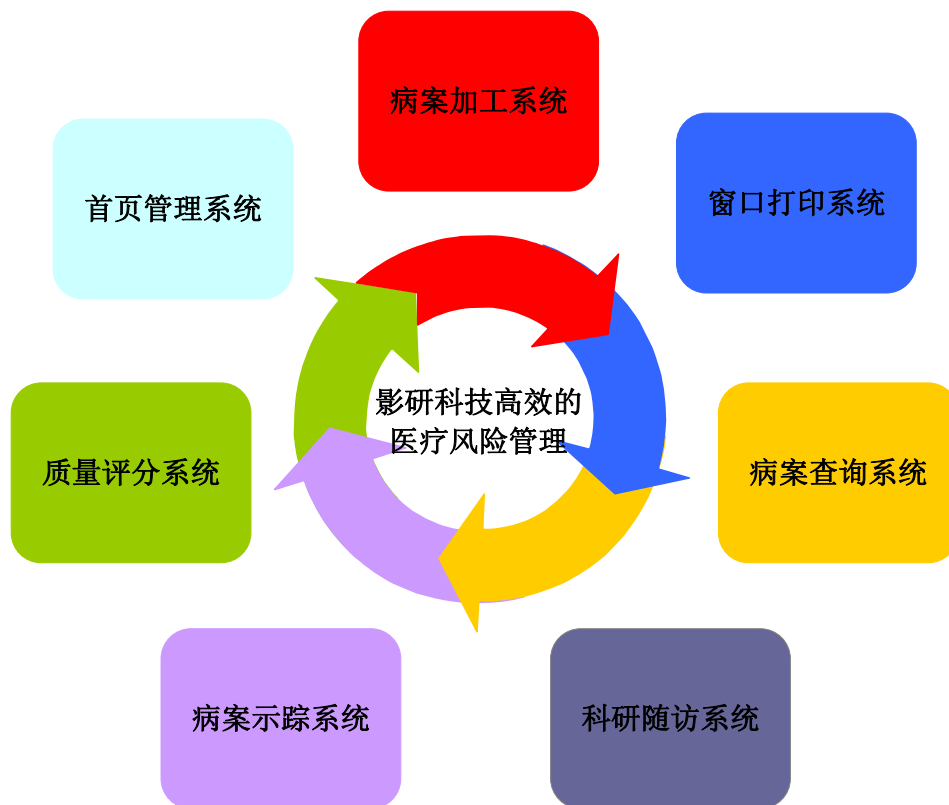 病案加工系统
首页管理系统
窗口打印系统
影研科技高效的
医疗风险管理
质量评分系统
病案查询系统
病案示踪系统
科研随访系统